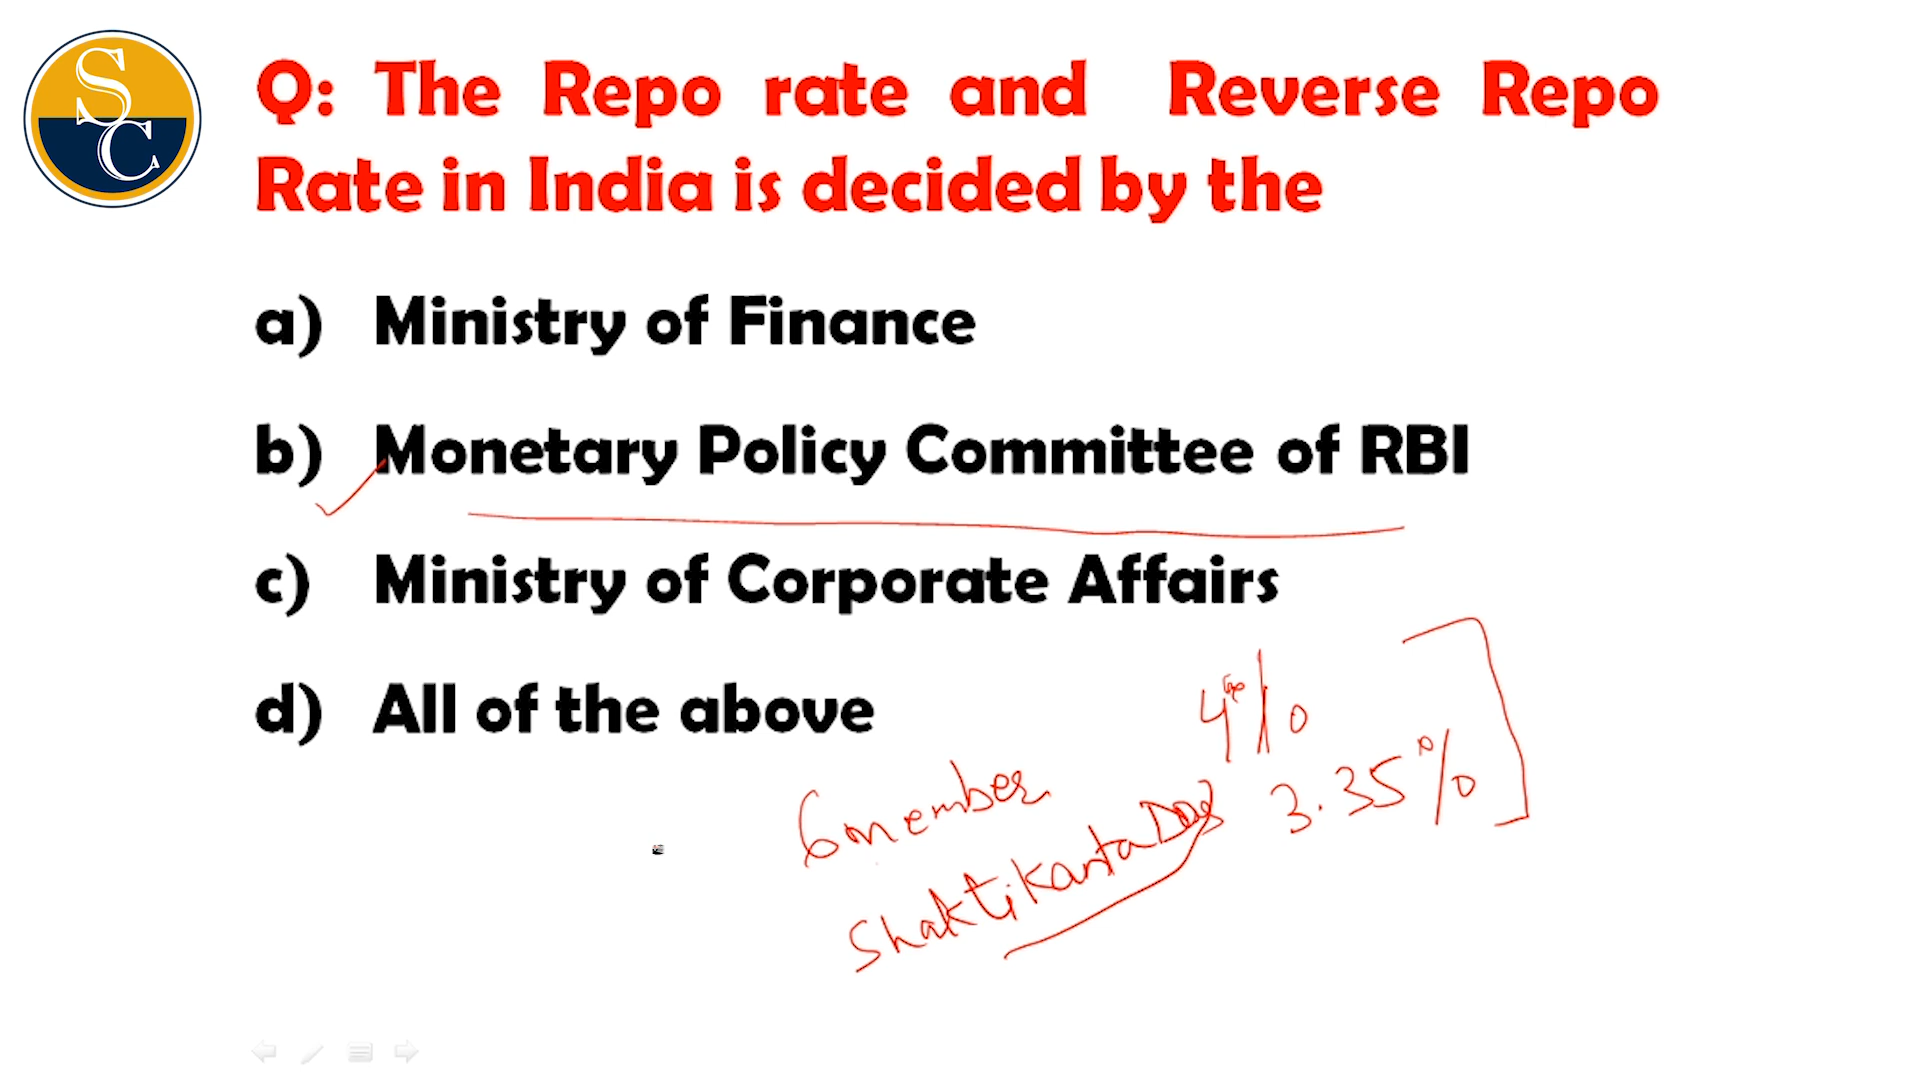 SC
Q: The Repo rate and Reverse Repo
Rate in India is decided by the
a) Ministry of Finance
b) Monetary Policy Committee of RBI
c) Ministry of Corporate Affairs
d) All of the above
4%
3.35%
6 member
Shaktikanta Das